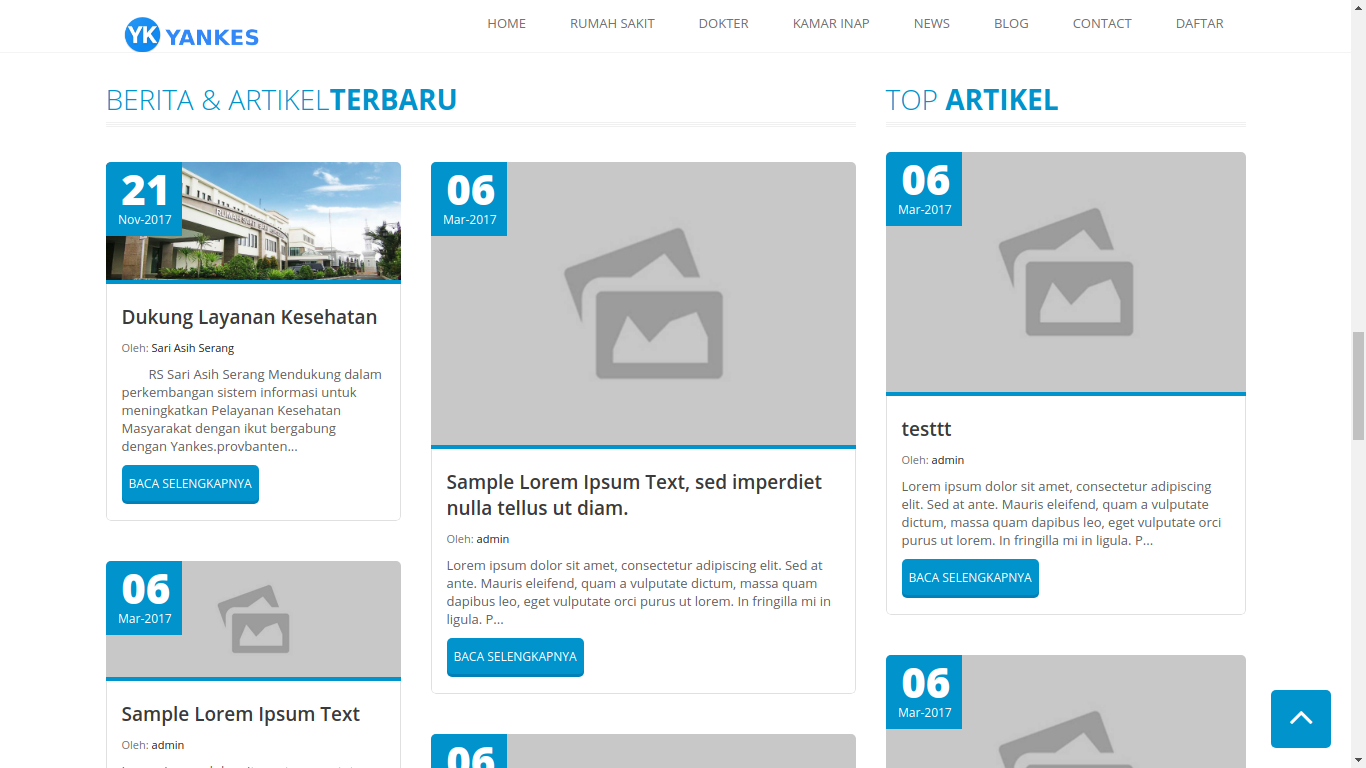 YK YANKES
HOME RUMAH SAKIT DOKTER KAMAR INAP NEWS BLOG CONTACT DAFTAR
BERITA & ARTIKELTERBARU
21
Nov-2017
Dukung Layanan Kesehatan
Oleh: Sari Asih Serang
RS Sari Asih Serang Mendukung dalam
perkembangan sistem informasi untuk
meningkatkan Pelayanan Kesehatan
Masyarakat dengan ikut bergabung
dengan Yankes.provbanten...
BACA SELENGKAPNYA
06
Mar-2017
Sample Lorem Ipsum Text
Oleh: admin
06
Mar-2017
Sample Lorem Ipsum Text, sed imperdiet
nulla tellus ut diam.
Oleh: admin
Lorem ipsum dolor sit amet, consectetur adipiscing elit. Sed at
ante. Mauris eleifend, quam a vulputate dictum, massa quam
dapibus leo, eget vulputate orci purus ut lorem. In fringilla mi in
ligula. P...
BACA SELENGKAPNYA
06
TOP ARTIKEL
06
Mar-2017
testtt
Oleh: admin
Lorem ipsum dolor sit amet, consectetur adipiscing
elit. Sed at ante. Mauris eleifend, quam a vulputate
dictum, massa quam dapibus leo, eget vulputate orci
purus ut lorem. In fringilla mi in ligula. P...
BACA SELENGKAPNYA
06
Mar-2017